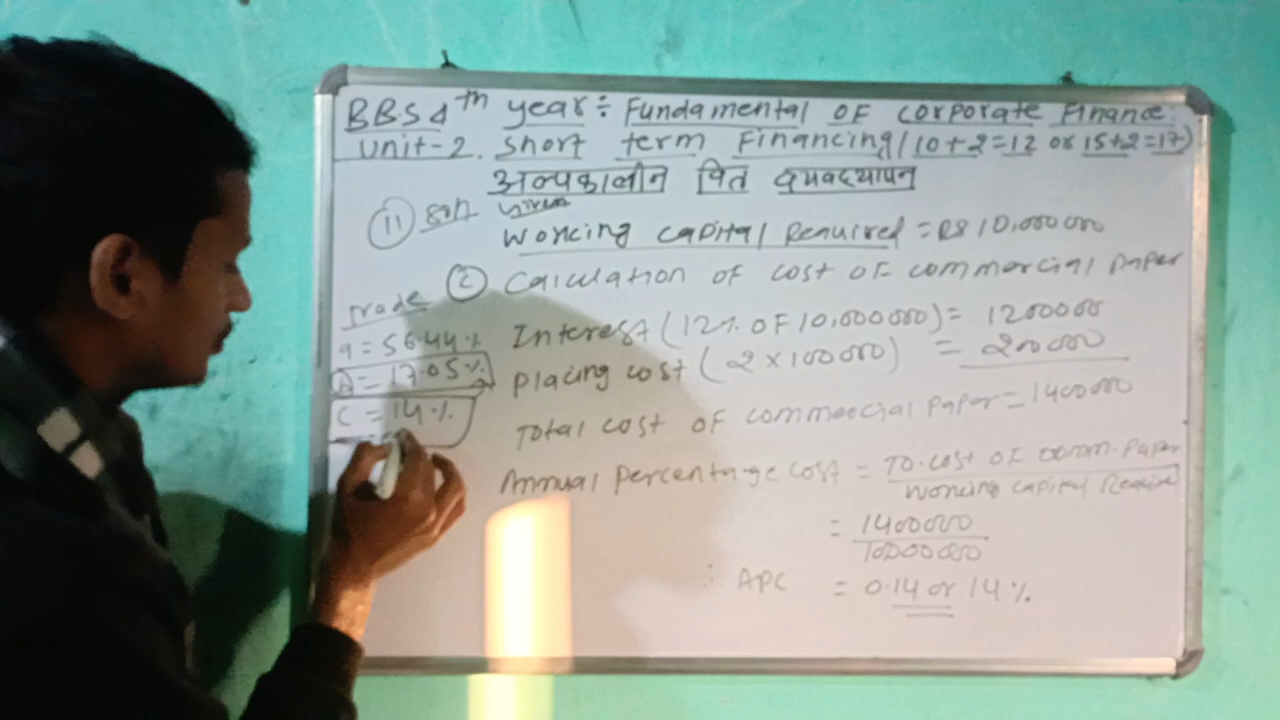 BBS 4th year ÷ Fundamental OF Corporate Finance.
Unit-2. Short term Financing (10+2=12 or 15+2=17)
अल्पकालीन वित्त व्यवस्थापन
(11) Soln Given
Working Capital Required = RS 10,000000
(2) Calculation of cost of commercial paper
Trade
a = 56.44%
A = 17.05%
C = 14%
Interest (12% OF 10,000000) = 1200000
Placing cost (2 x 100000) = 200000
Total cost of commercial paper = 1400000
Annual percentage cost = To. cost of comm. paper
Working capital Require
= 1400000
10000000
∴ APC = 0.14 or 14%